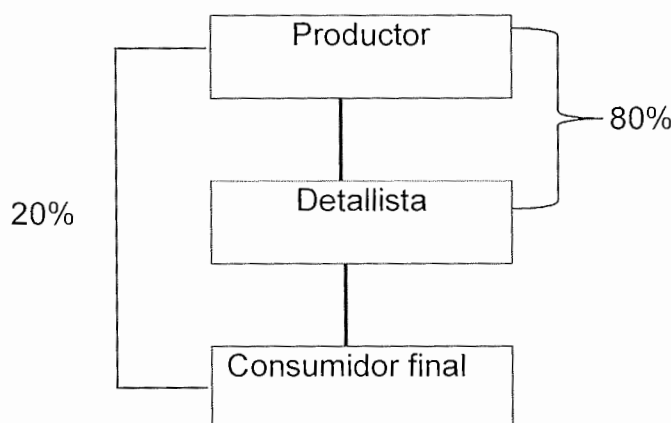 Productor
80%
Detallista
20%
Consumidor final